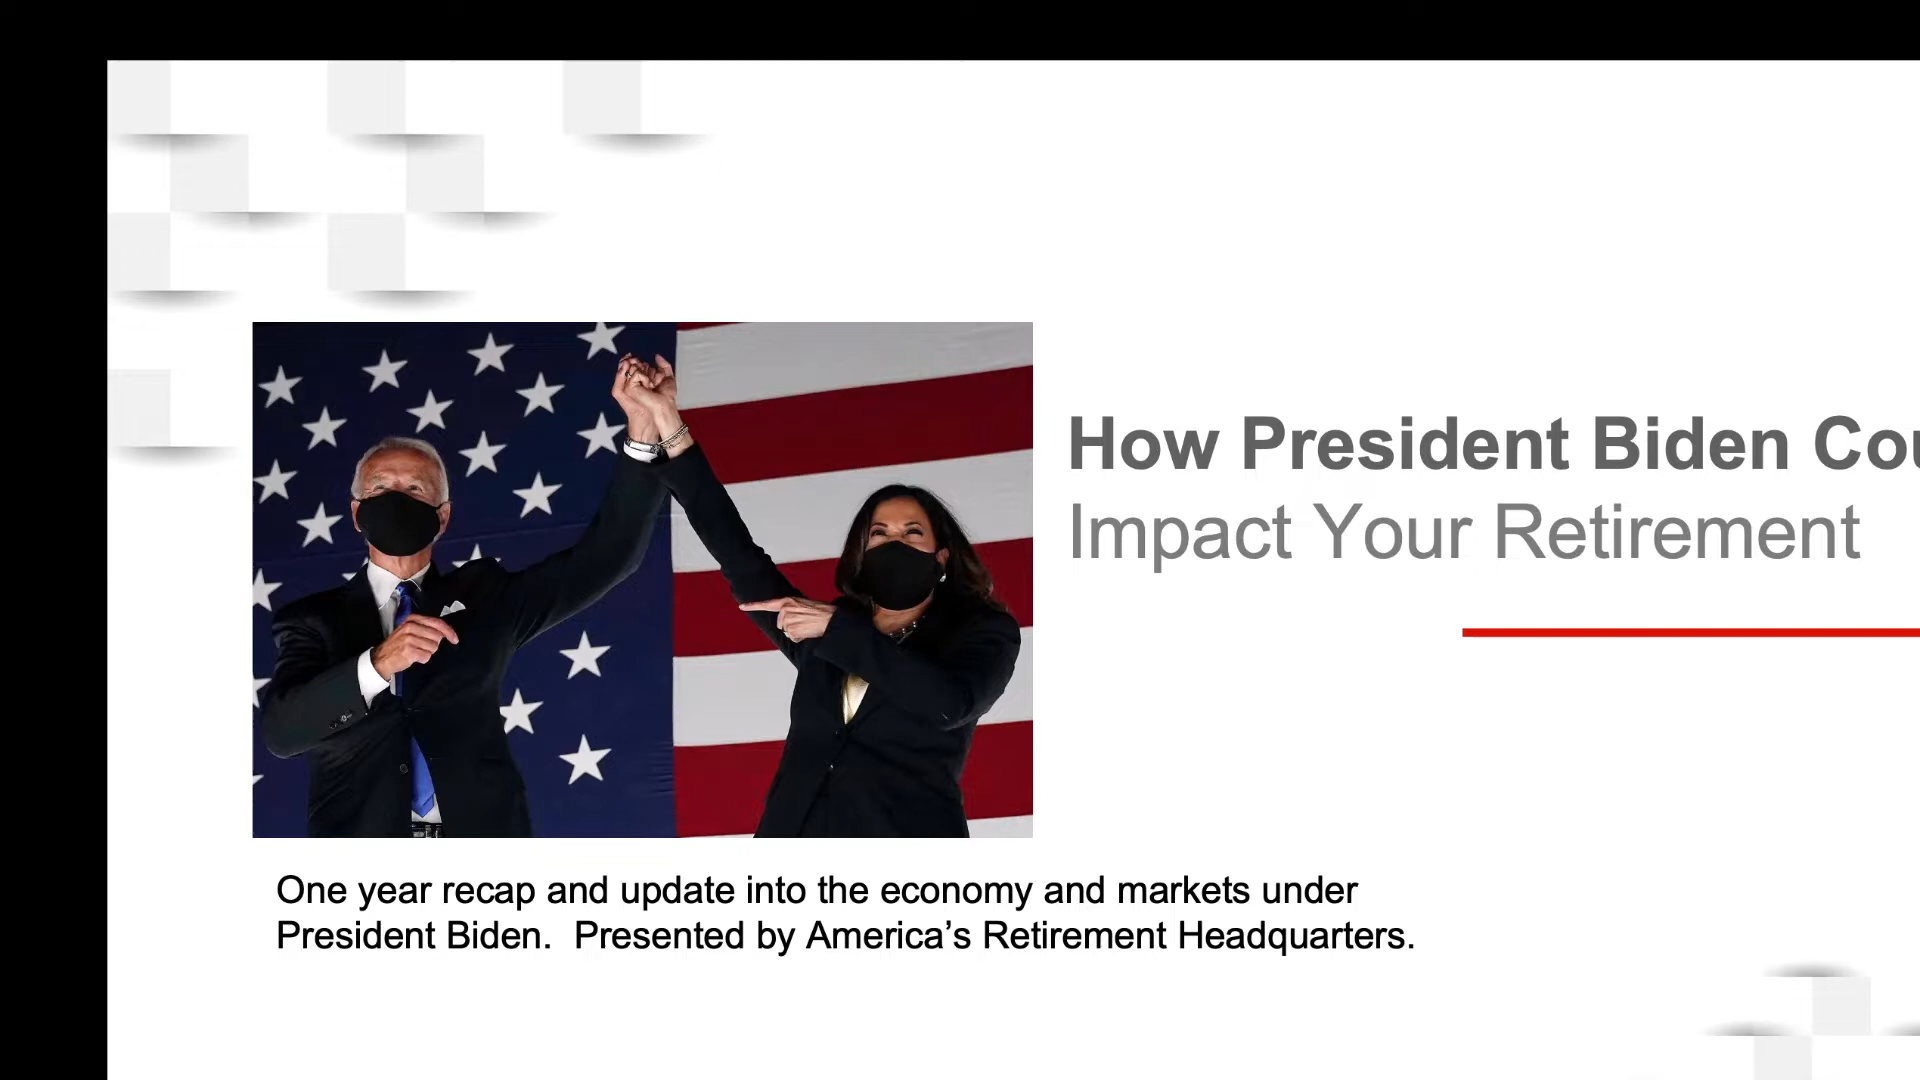 How President Biden Cou
Impact Your Retirement
One year recap and update into the economy and markets under
President Biden.  Presented by America’s Retirement Headquarters.